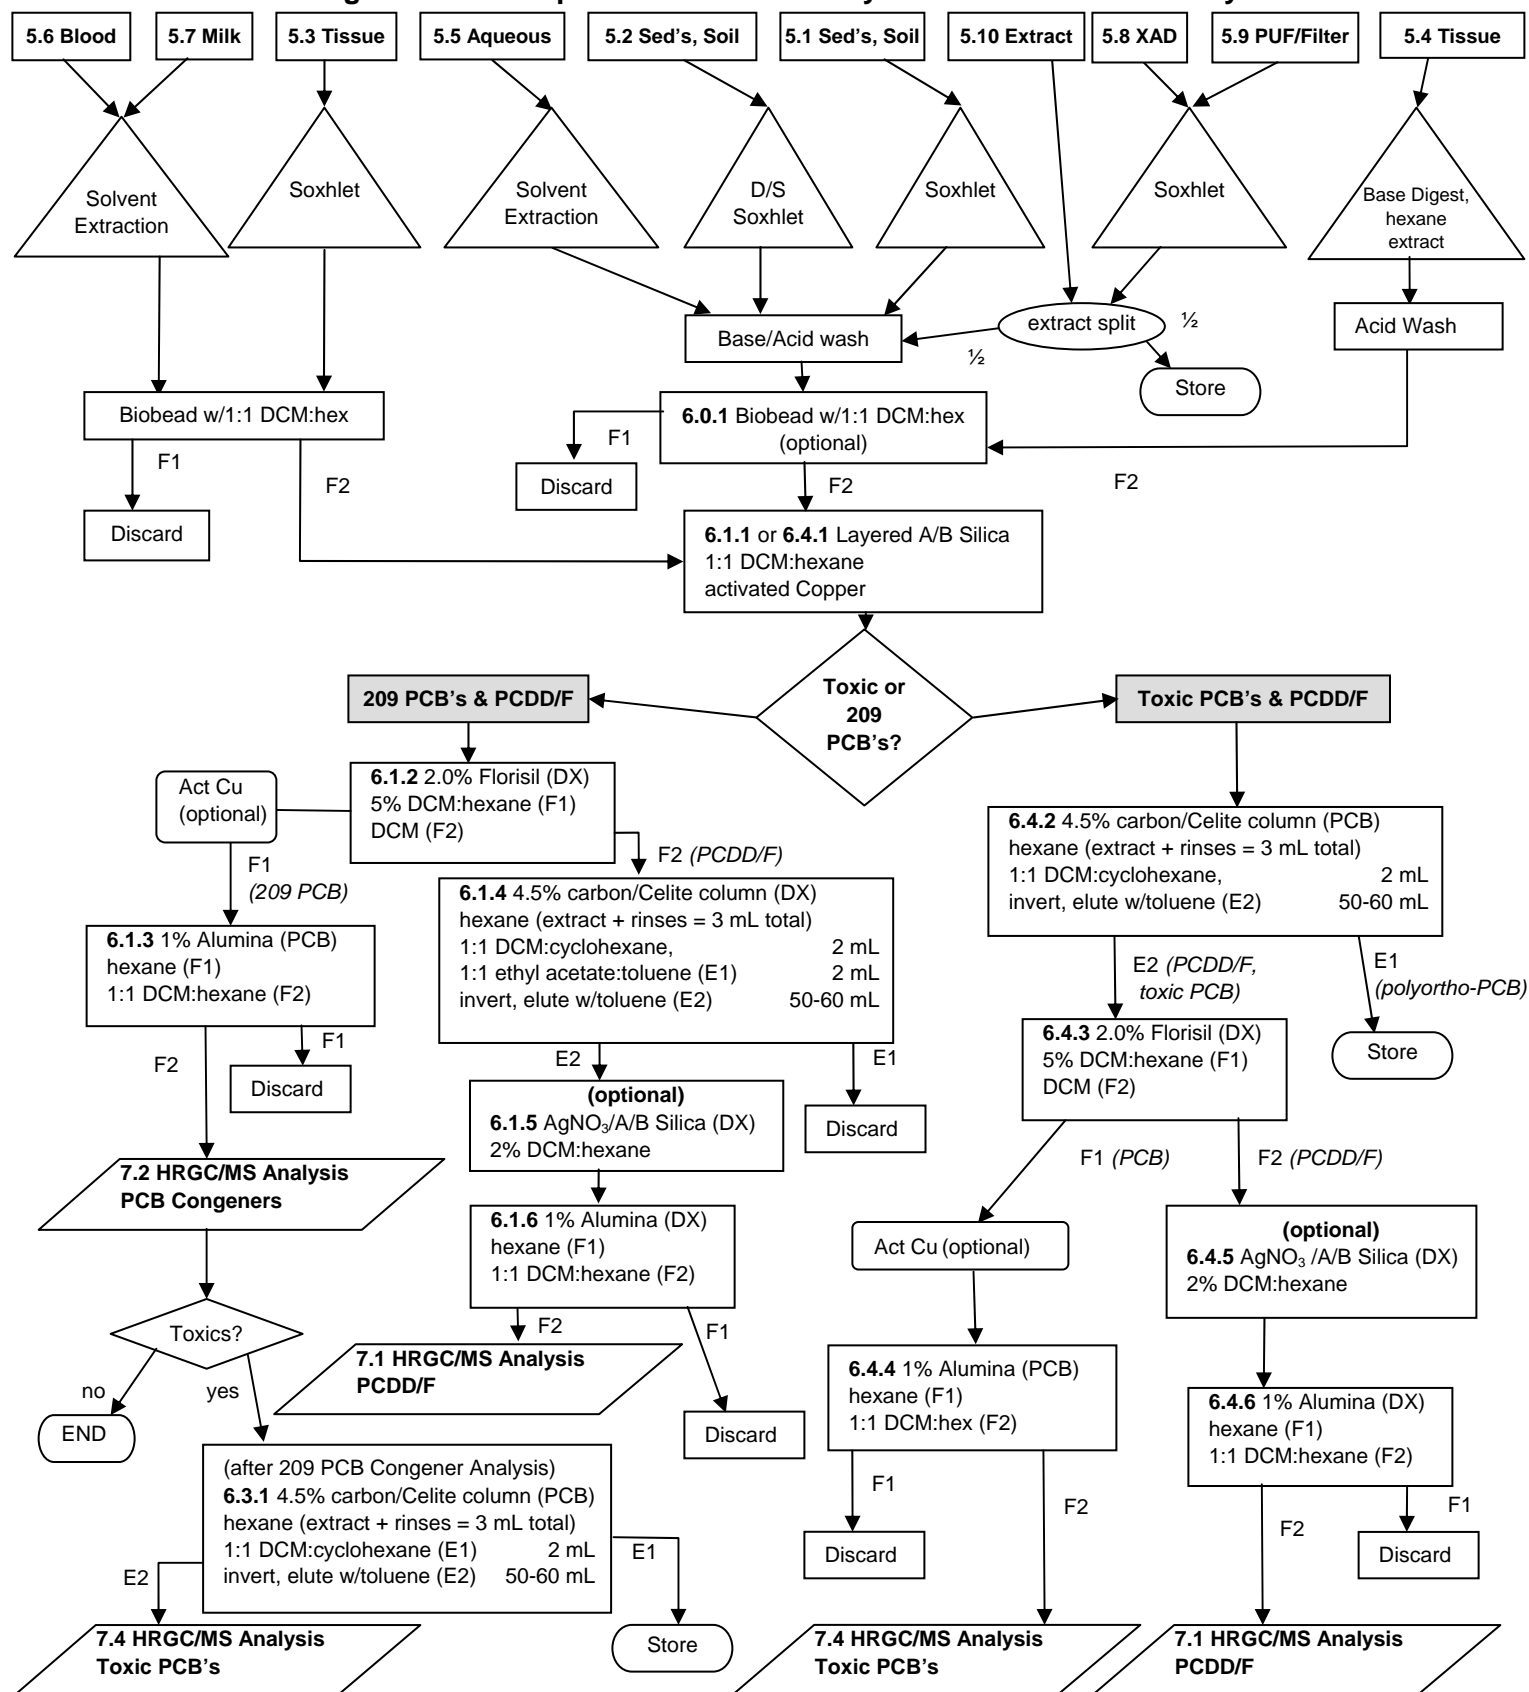 5.6 Blood
5.7 Milk
5.3 Tissue
5.5 Aqueous
5.2 Sed's, Soil
5.1 Sed's, Soil
5.10 Extract
5.8 XAD
5.9 PUF/Filter
5.4 Tissue
Solvent
Extraction
Soxhlet
Solvent
Extraction
D/S
Soxhlet
Soxhlet
Soxhlet
Base Digest,
hexane
extract
Base/Acid wash
½
extract split
½
Store
Acid Wash
Biobead w/1:1 DCM:hex
F1
Discard
F2
F1
Discard
6.0.1 Biobead w/1:1 DCM:hex
(optional)
F2
F2
6.1.1 or 6.4.1 Layered A/B Silica
1:1 DCM:hexane
activated Copper
209 PCB's & PCDD/F
Toxic or
209
PCB's?
Toxic PCB's & PCDD/F
Act Cu
(optional)
6.1.2 2.0% Florisil (DX)
5% DCM:hexane (F1)
DCM (F2)
F1
(209 PCB)
F2 (PCDD/F)
6.1.3 1% Alumina (PCB)
hexane (F1)
1:1 DCM:hexane (F2)
F2
F1
Discard
6.1.4 4.5% carbon/Celite column (DX)
hexane (extract + rinses = 3 mL total)
1:1 DCM:cyclohexane, 2 mL
1:1 ethyl acetate:toluene (E1) 2 mL
invert, elute w/toluene (E2) 50-60 mL
E2
E1
Discard
(optional)
6.1.5 AgNO₃/A/B Silica (DX)
2% DCM:hexane
6.1.6 1% Alumina (DX)
hexane (F1)
1:1 DCM:hexane (F2)
F2
F1
Discard
7.1 HRGC/MS Analysis
PCDD/F
7.2 HRGC/MS Analysis
PCB Congeners
Toxics?
no
yes
END
(after 209 PCB Congener Analysis)
6.3.1 4.5% carbon/Celite column (PCB)
hexane (extract + rinses = 3 mL total)
1:1 DCM:cyclohexane (E1) 2 mL
invert, elute w/toluene (E2) 50-60 mL
E2
E1
7.4 HRGC/MS Analysis
Toxic PCB's
Store
6.4.2 4.5% carbon/Celite column (PCB)
hexane (extract + rinses = 3 mL total)
1:1 DCM:cyclohexane, 2 mL
invert, elute w/toluene (E2) 50-60 mL
E2 (PCDD/F,
toxic PCB)
E1
(polyortho-PCB)
Store
6.4.3 2.0% Florisil (DX)
5% DCM:hexane (F1)
DCM (F2)
F1 (PCB)
F2 (PCDD/F)
Act Cu (optional)
(optional)
6.4.5 AgNO₃ /A/B Silica (DX)
2% DCM:hexane
6.4.4 1% Alumina (PCB)
hexane (F1)
1:1 DCM:hex (F2)
F1
Discard
F2
6.4.6 1% Alumina (DX)
hexane (F1)
1:1 DCM:hexane (F2)
F2
F1
Discard
7.4 HRGC/MS Analysis
Toxic PCB's
7.1 HRGC/MS Analysis
PCDD/F